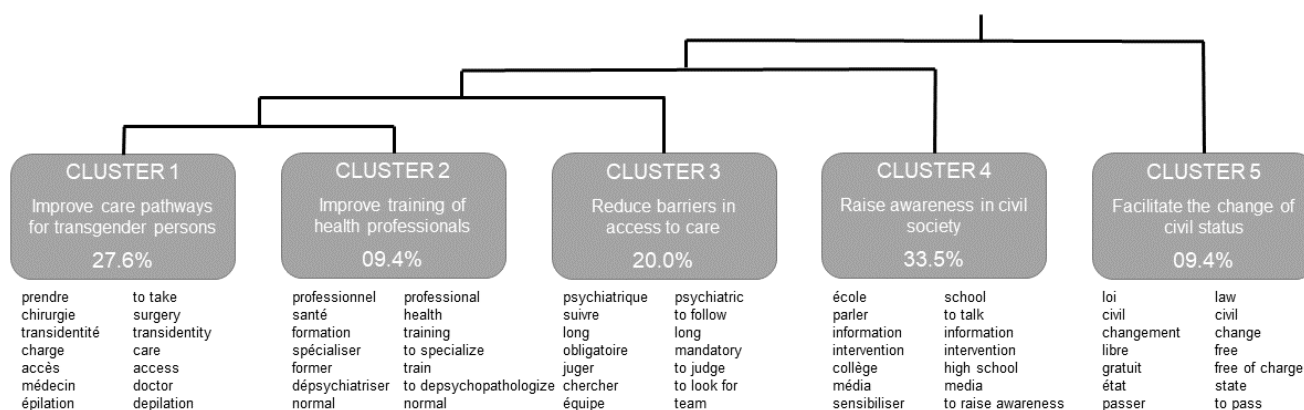 CLUSTER 1
Improve care pathways
for transgender persons
27.6%
prendre to take
chirurgie surgery
transidentité transidentity
charge care
accès access
médecin doctor
épilation depilation
CLUSTER 2
Improve training of
health professionals
09.4%
professionnel professional
santé health
formation training
spécialiser to specialize
former train
dépsychiatriser to depsychopathologize
normal normal
CLUSTER 3
Reduce barriers in
access to care
20.0%
psychiatrique psychiatric
suivre to follow
long long
obligatoire mandatory
juger to judge
chercher to look for
équipe team
CLUSTER 4
Raise awareness in civil
society
33.5%
école school
parler to talk
information information
intervention intervention
collège high school
média media
sensibiliser to raise awareness
CLUSTER 5
Facilitate the change of
civil status
09.4%
loi law
civil civil
changement change
libre free
gratuit free of charge
état state
passer to pass